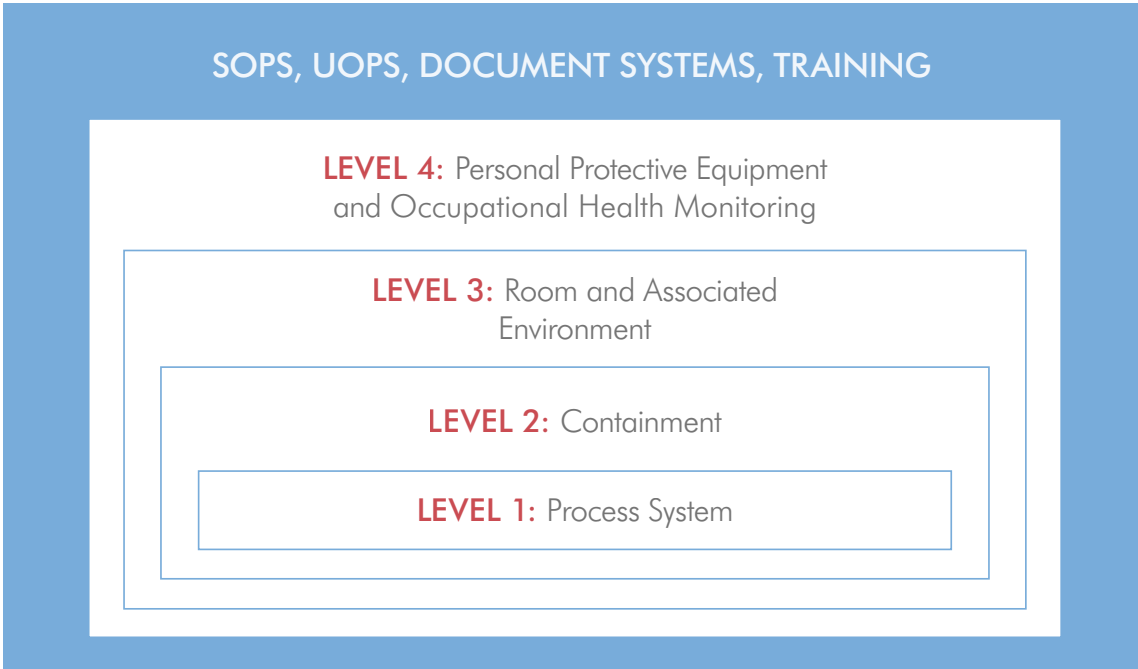 SOPS, UOPS, DOCUMENT SYSTEMS, TRAINING
LEVEL 4: Personal Protective Equipment
and Occupational Health Monitoring
LEVEL 3: Room and Associated
Environment
LEVEL 2: Containment
LEVEL 1: Process System